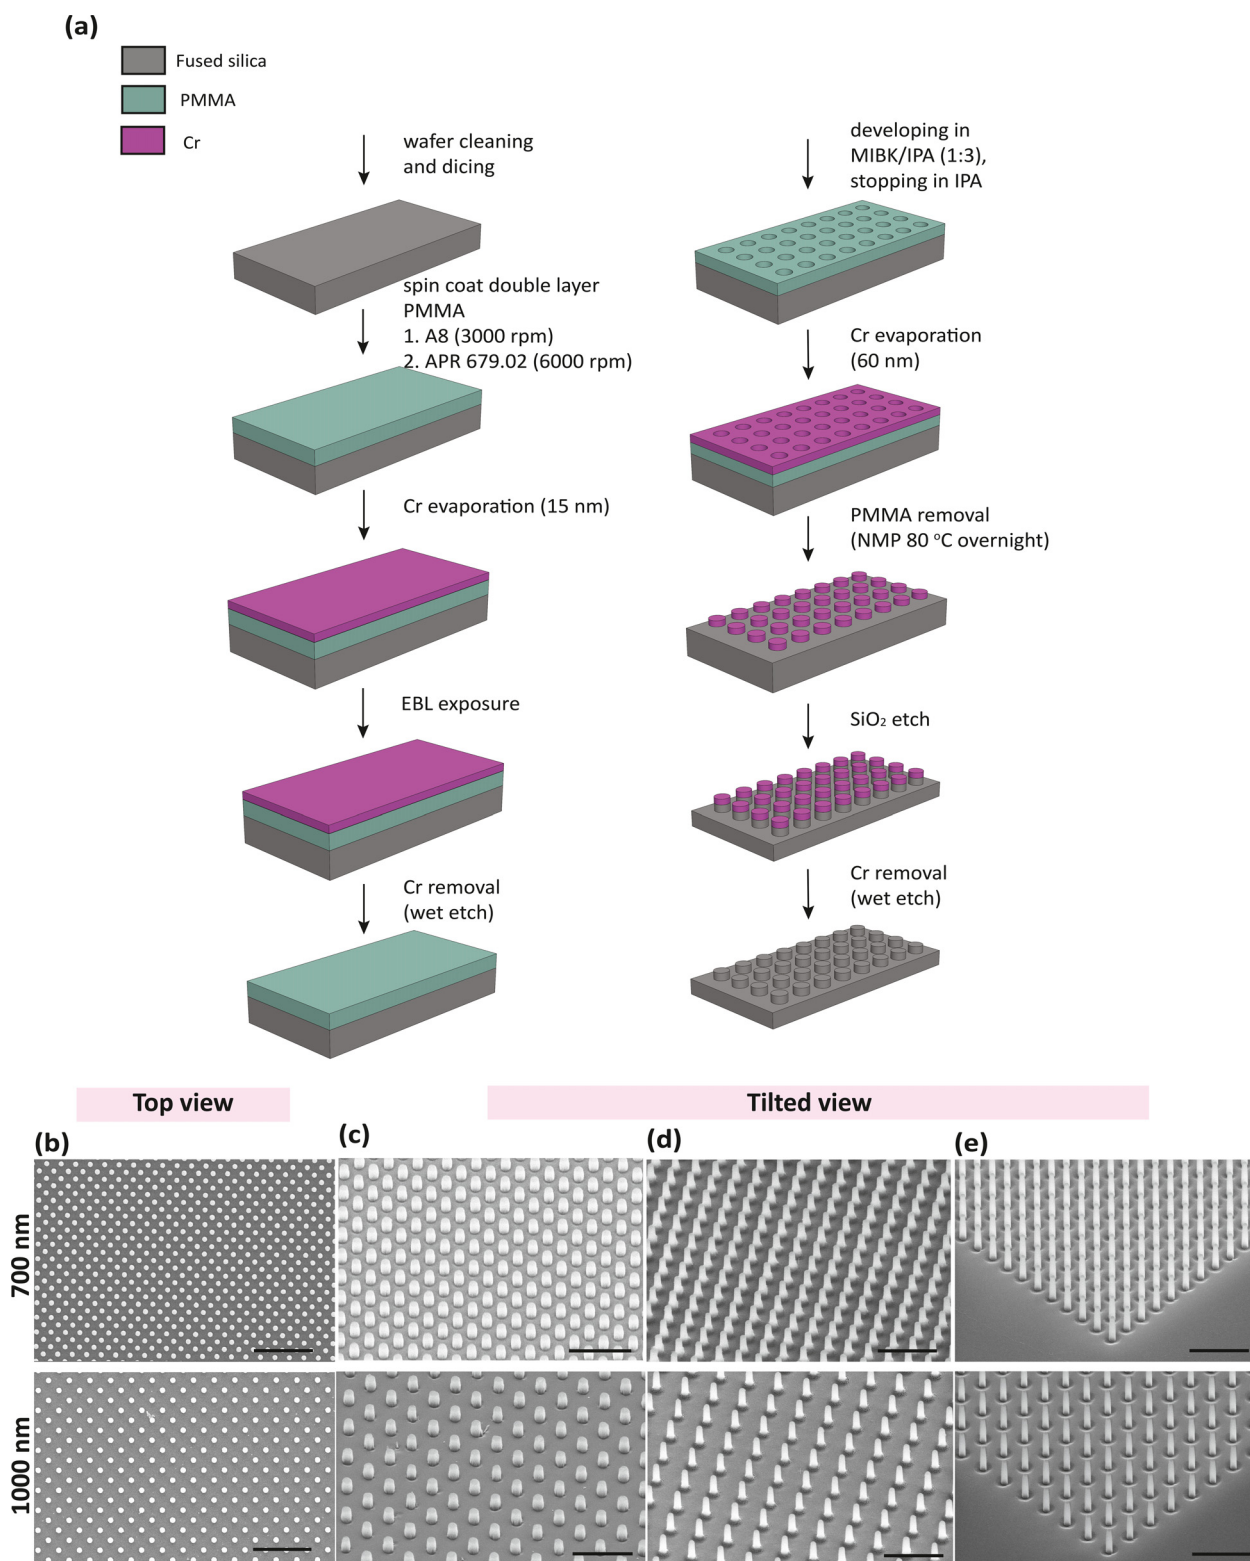 (a)
Fused silica
PMMA
Cr
wafer cleaning
and dicing
spin coat double layer
PMMA
1. A8 (3000 rpm)
2. APR 679.02 (6000 rpm)
Cr evaporation (15 nm)
EBL exposure
Cr removal
(wet etch)
developing in
MIBK/IPA (1:3),
stopping in IPA
Cr evaporation
(60 nm)
PMMA removal
(NMP 80 °C overnight)
SiO₂ etch
Cr removal
(wet etch)
Top view
Tilted view
(b)
(c)
(d)
(e)
700 nm
1000 nm